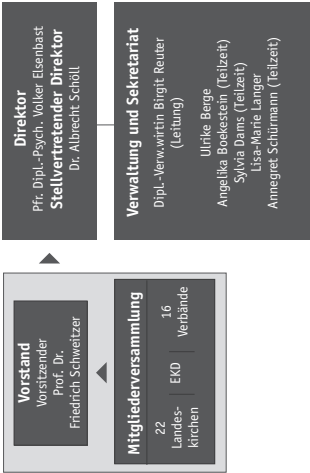 Vorstand
Vorsitzender
Prof. Dr.
Friedrich Schweitzer
Mitgliederversammlung
22
Landes-
kirchen
EKD
16
Verbände
Direktor
Pfr. Dipl.-Psych. Volker Elsenbast
Stellvertretender Direktor
Dr. Albrecht Schöll
Verwaltung und Sekretariat
Dipl.-Verw.wirtin Birgit Reuter
(Leitung)
Ulrike Berge
Angelika Boekestein (Teilzeit)
Sylvia Dams (Teilzeit)
Lisa-Marie Langer
Annegret Schürmann (Teilzeit)